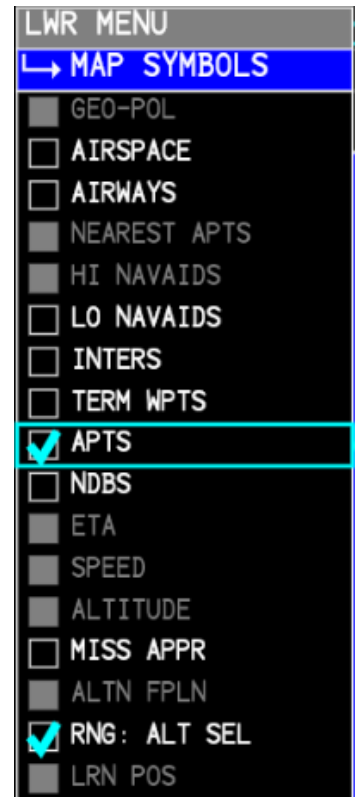 LWR MENU
MAP SYMBOLS
GEO-POL
AIRSPACE
AIRWAYS
NEAREST APTS
HI NAVAIDS
LO NAVAIDS
INTERS
TERM WPTS
APTS
NDBS
ETA
SPEED
ALTITUDE
MISS APPR
ALTN FPLN
RNG: ALT SEL
LRN POS